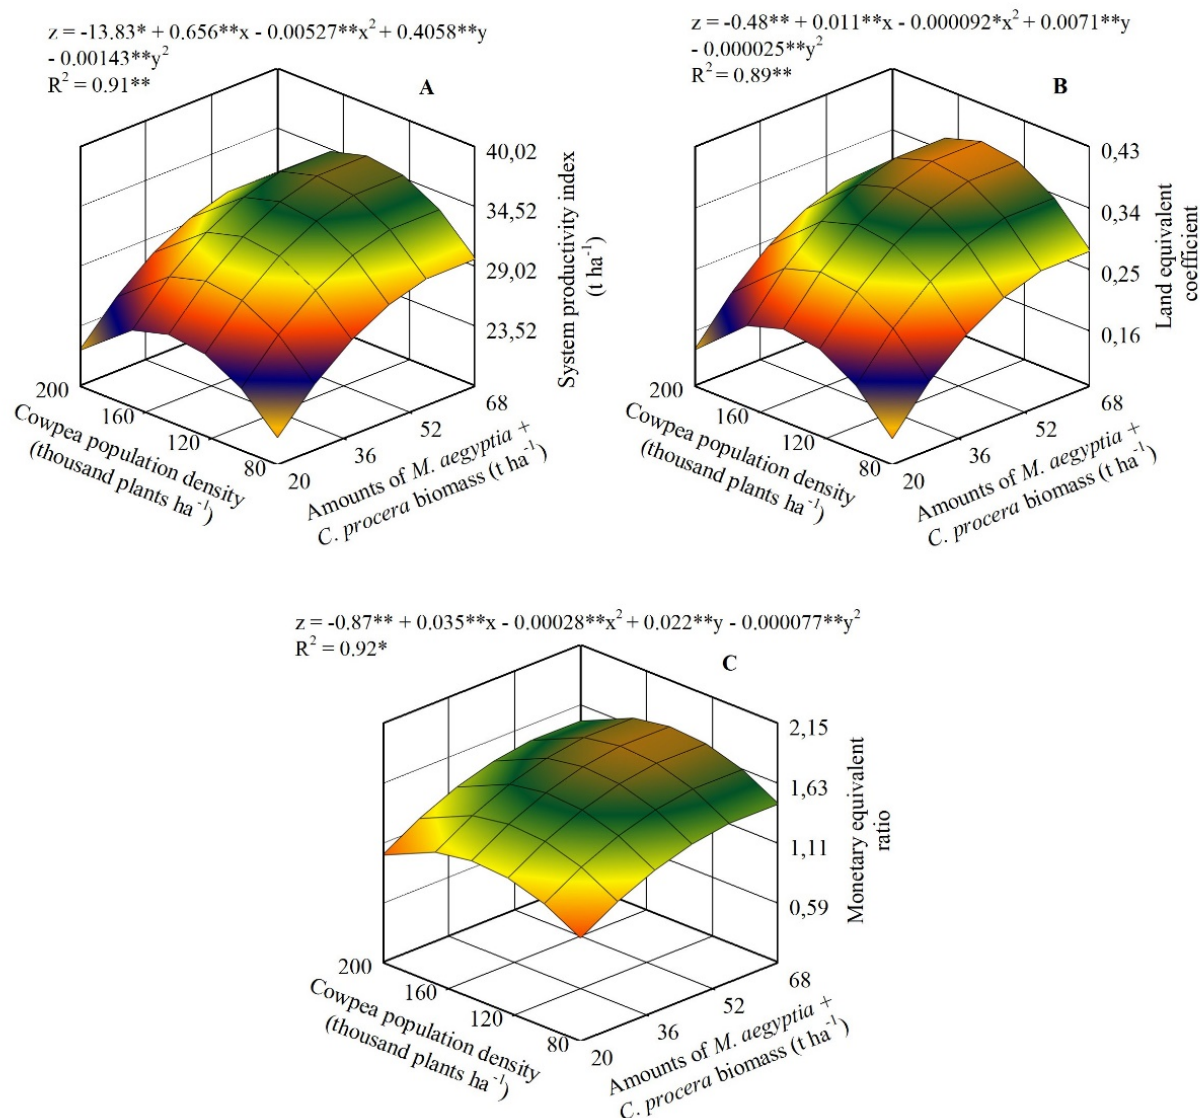 z = -13.83* + 0.656**x - 0.00527**x² + 0.4058**y
- 0.00143**y²
R² = 0.91**
A
40,02
34,52
29,02
23,52
System productivity index
(t ha⁻¹)
200
160
120
80
Cowpea population density
(thousand plants ha⁻¹)
20
36
52
68
Amounts of M. aegyptia +
C. procera biomass (t ha⁻¹)
z = -0.48** + 0.011**x - 0.000092*x² + 0.0071**y
- 0.000025**y²
R² = 0.89**
B
0,43
0,34
0,25
0,16
Land equivalent
coefficient
200
160
120
80
Cowpea population density
(thousand plants ha⁻¹)
20
36
52
68
Amounts of M. aegyptia +
C. procera biomass (t ha⁻¹)
z = -0.87** + 0.035**x - 0.00028**x² + 0.022**y - 0.000077**y²
R² = 0.92*
C
2,15
1,63
1,11
0,59
Monetary equivalent
ratio
200
160
120
80
Cowpea population density
(thousand plants ha⁻¹)
20
36
52
68
Amounts of M. aegyptia +
C. procera biomass (t ha⁻¹)